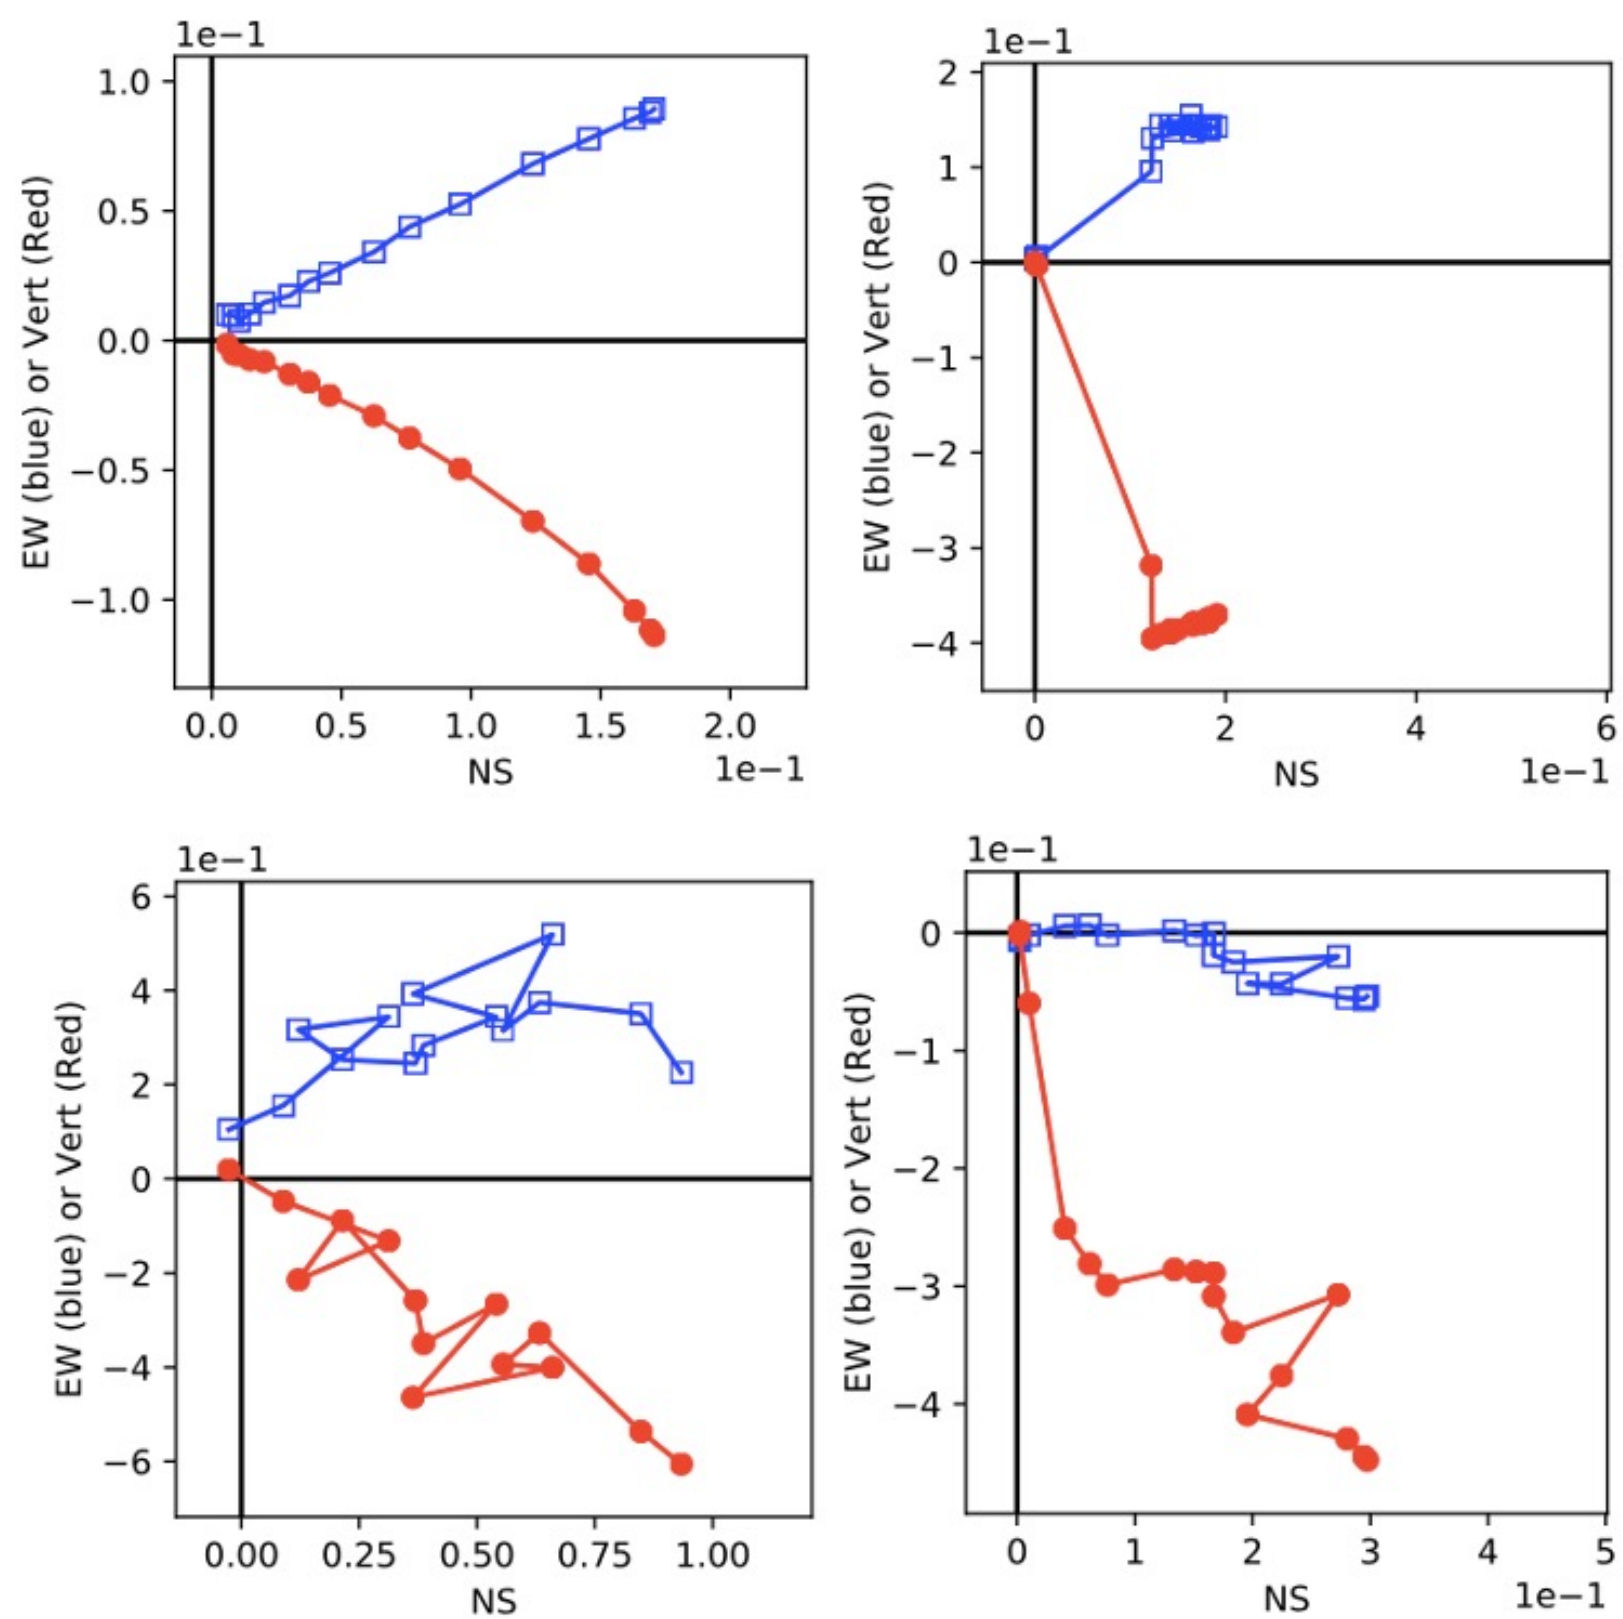 1e−1
1.0
0.5
0.0
−0.5
−1.0
EW (blue) or Vert (Red)
0.0 0.5 1.0 1.5 2.0
NS
1e−1
1e−1
2
1
0
−1
−2
−3
−4
EW (blue) or Vert (Red)
0 2 4 6
NS
1e−1
1e−1
6
4
2
0
−2
−4
−6
EW (blue) or Vert (Red)
0.00 0.25 0.50 0.75 1.00
NS
1e−1
0
−1
−2
−3
−4
EW (blue) or Vert (Red)
0 1 2 3 4 5
NS
1e−1